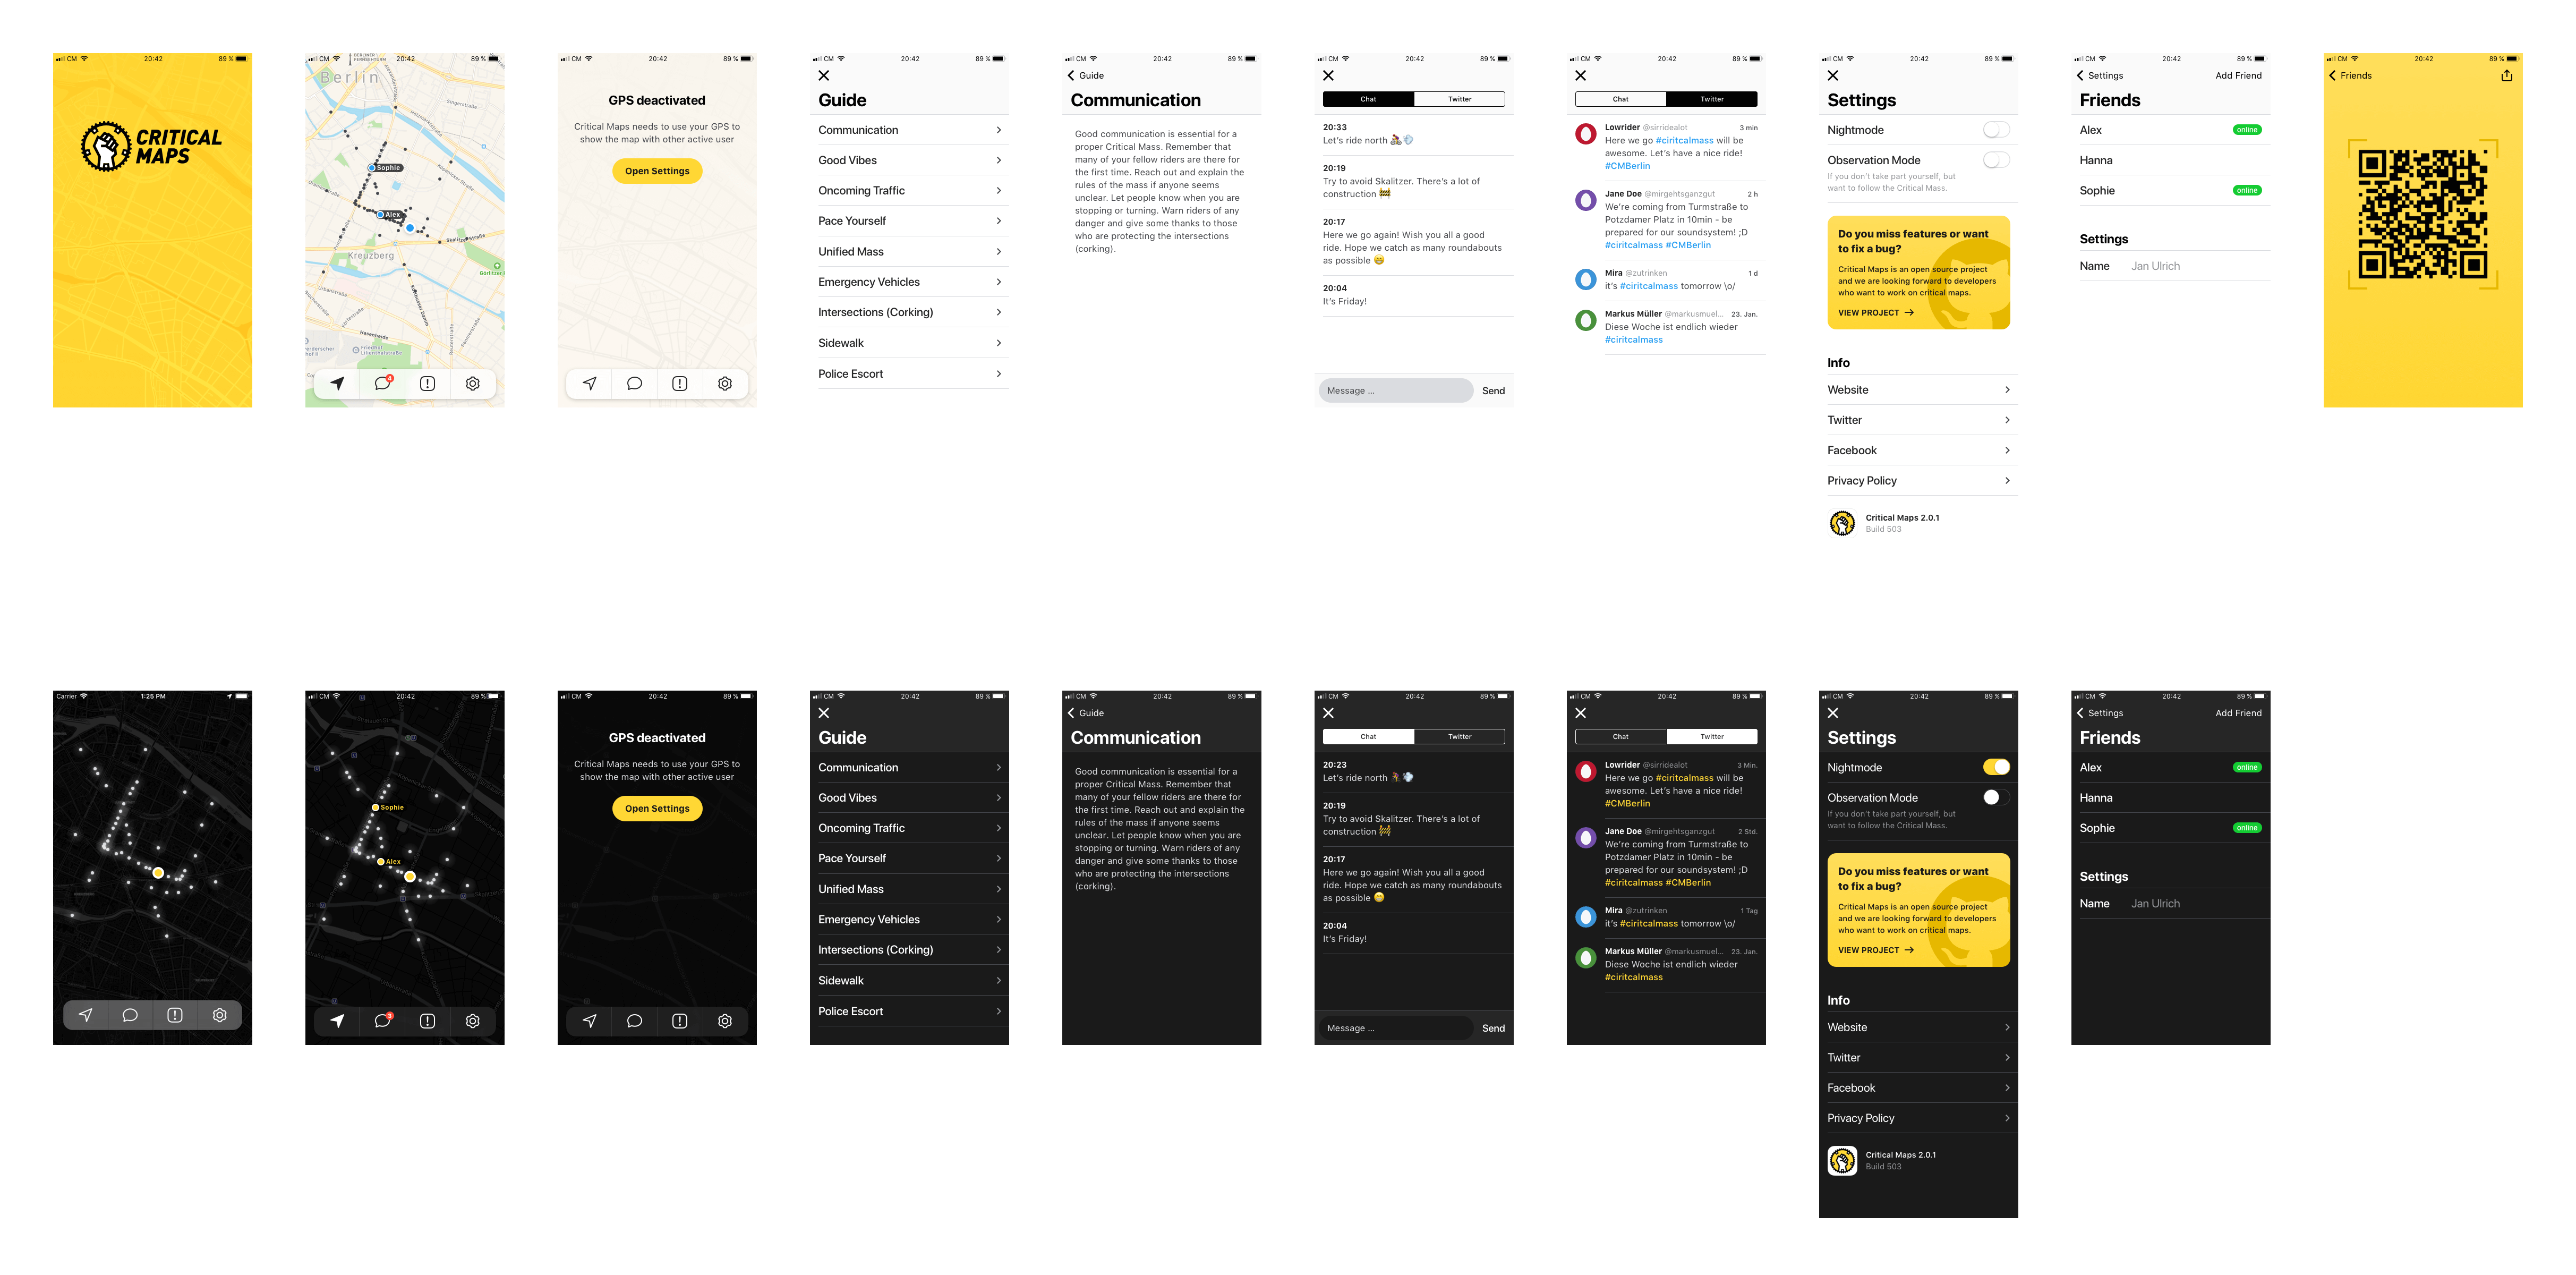 CM 20:42 89 %
CRITICAL
MAPS
CM 20:42 89 %
Berlin
Sophie
Alex
Skalitzer Straße
Kreuzberg
Görlitzer
Urbanstraße
Hasenheide
4
CM 20:42 89 %
GPS deactivated
Critical Maps needs to use your GPS to
show the map with other active user
Open Settings
CM 20:42 89 %
Guide
Communication
Good Vibes
Oncoming Traffic
Pace Yourself
Unified Mass
Emergency Vehicles
Intersections (Corking)
Sidewalk
Police Escort
CM 20:42 89 %
Guide
Communication
Good communication is essential for a
proper Critical Mass. Remember that
many of your fellow riders are there for
the first time. Reach out and explain the
rules of the mass if anyone seems
unclear. Let people know when you are
stopping or turning. Warn riders of any
danger and give some thanks to those
who are protecting the intersections
(corking).
CM 20:42 89 %
Chat Twitter
20:33
Let's ride north
20:19
Try to avoid Skalitzer. There's a lot of
construction
20:17
Here we go again! Wish you all a good
ride. Hope we catch as many roundabouts
as possible
20:04
It's Friday!
Message ... Send
CM 20:42 89 %
Chat Twitter
Lowrider @sirridealot 3 min
Here we go #ciritcalmass will be
awesome. Let's have a nice ride!
#CMBerlin
Jane Doe @mirgehtsganzgut 2 h
We're coming from Turmstraße to
Potzdamer Platz in 10min - be
prepared for our soundsystem! ;D
#ciritcalmass #CMBerlin
Mira @zutrinken 1 d
it's #ciritcalmass tomorrow \o/
Markus Müller @markusmuel... 23. Jan.
Diese Woche ist endlich wieder
#ciritcalmass
CM 20:42 89 %
Settings
Nightmode
Observation Mode
If you don't take part yourself, but
want to follow the Critical Mass.
Do you miss features or want
to fix a bug?
Critical Maps is an open source project
and we are looking forward to developers
who want to work on critical maps.
VIEW PROJECT →
Info
Website
Twitter
Facebook
Privacy Policy
Critical Maps 2.0.1
Build 503
CM 20:42 89 %
Settings Add Friend
Friends
Alex online
Hanna
Sophie online
Settings
Name Jan Ulrich
CM 20:42 89 %
Friends
Carrier 1:25 PM
CM 20:42 89 %
Sophie
Alex
3
CM 20:42 89 %
GPS deactivated
Critical Maps needs to use your GPS to
show the map with other active user
Open Settings
CM 20:42 89 %
Guide
Communication
Good Vibes
Oncoming Traffic
Pace Yourself
Unified Mass
Emergency Vehicles
Intersections (Corking)
Sidewalk
Police Escort
CM 20:42 89 %
Guide
Communication
Good communication is essential for a
proper Critical Mass. Remember that
many of your fellow riders are there for
the first time. Reach out and explain the
rules of the mass if anyone seems
unclear. Let people know when you are
stopping or turning. Warn riders of any
danger and give some thanks to those
who are protecting the intersections
(corking).
CM 20:42 89 %
Chat Twitter
20:23
Let's ride north
20:19
Try to avoid Skalitzer. There's a lot of
construction
20:17
Here we go again! Wish you all a good
ride. Hope we catch as many roundabouts
as possible
20:04
It's Friday!
Message ... Send
CM 20:42 89 %
Chat Twitter
Lowrider @sirridealot 3 Min.
Here we go #ciritcalmass will be
awesome. Let's have a nice ride!
#CMBerlin
Jane Doe @mirgehtsganzgut 2 Std.
We're coming from Turmstraße to
Potzdamer Platz in 10min - be
prepared for our soundsystem! ;D
#ciritcalmass #CMBerlin
Mira @zutrinken 1 Tag
it's #ciritcalmass tomorrow \o/
Markus Müller @markusmuel... 23. Jan.
Diese Woche ist endlich wieder
#ciritcalmass
CM 20:42 89 %
Settings
Nightmode
Observation Mode
If you don't take part yourself, but
want to follow the Critical Mass.
Do you miss features or want
to fix a bug?
Critical Maps is an open source project
and we are looking forward to developers
who want to work on critical maps.
VIEW PROJECT →
Info
Website
Twitter
Facebook
Privacy Policy
Critical Maps 2.0.1
Build 503
CM 20:42 89 %
Settings Add Friend
Friends
Alex online
Hanna
Sophie online
Settings
Name Jan Ulrich